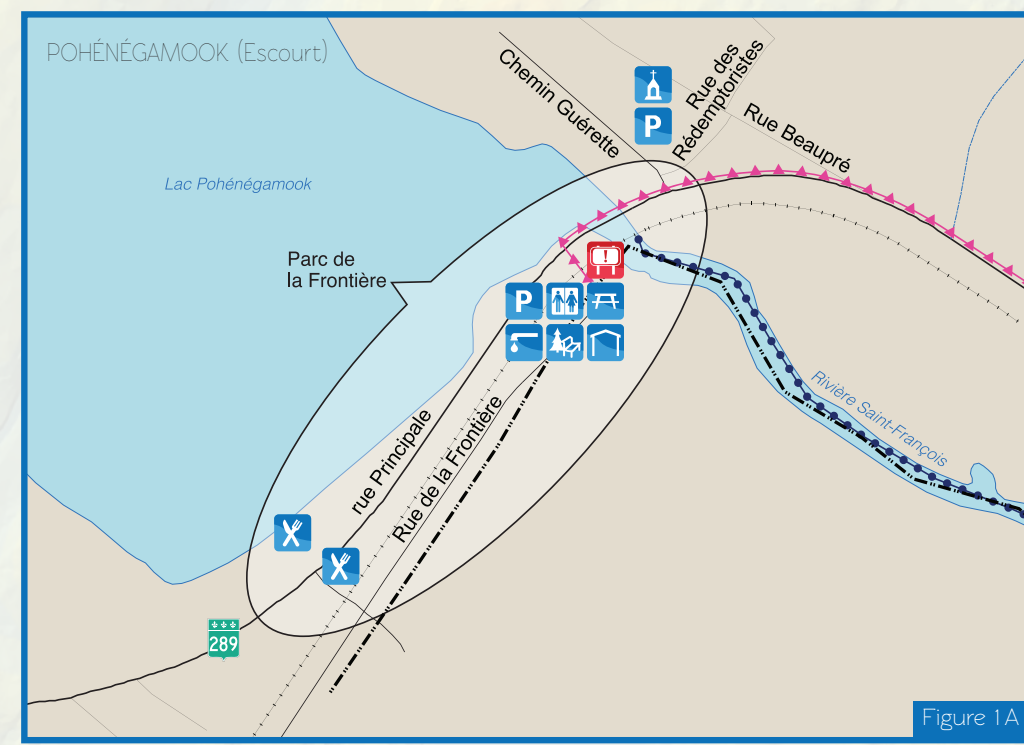 POHÉNÉGAMOOK (Escourt)
Chemin Guérette
P
Rue des
Rédemptoristes
Rue Beaupré
Lac Pohénégamook
Parc de
la Frontière
!
P
rue Principale
Rue de la Frontière
Rivière Saint-François
289
Figure 1A